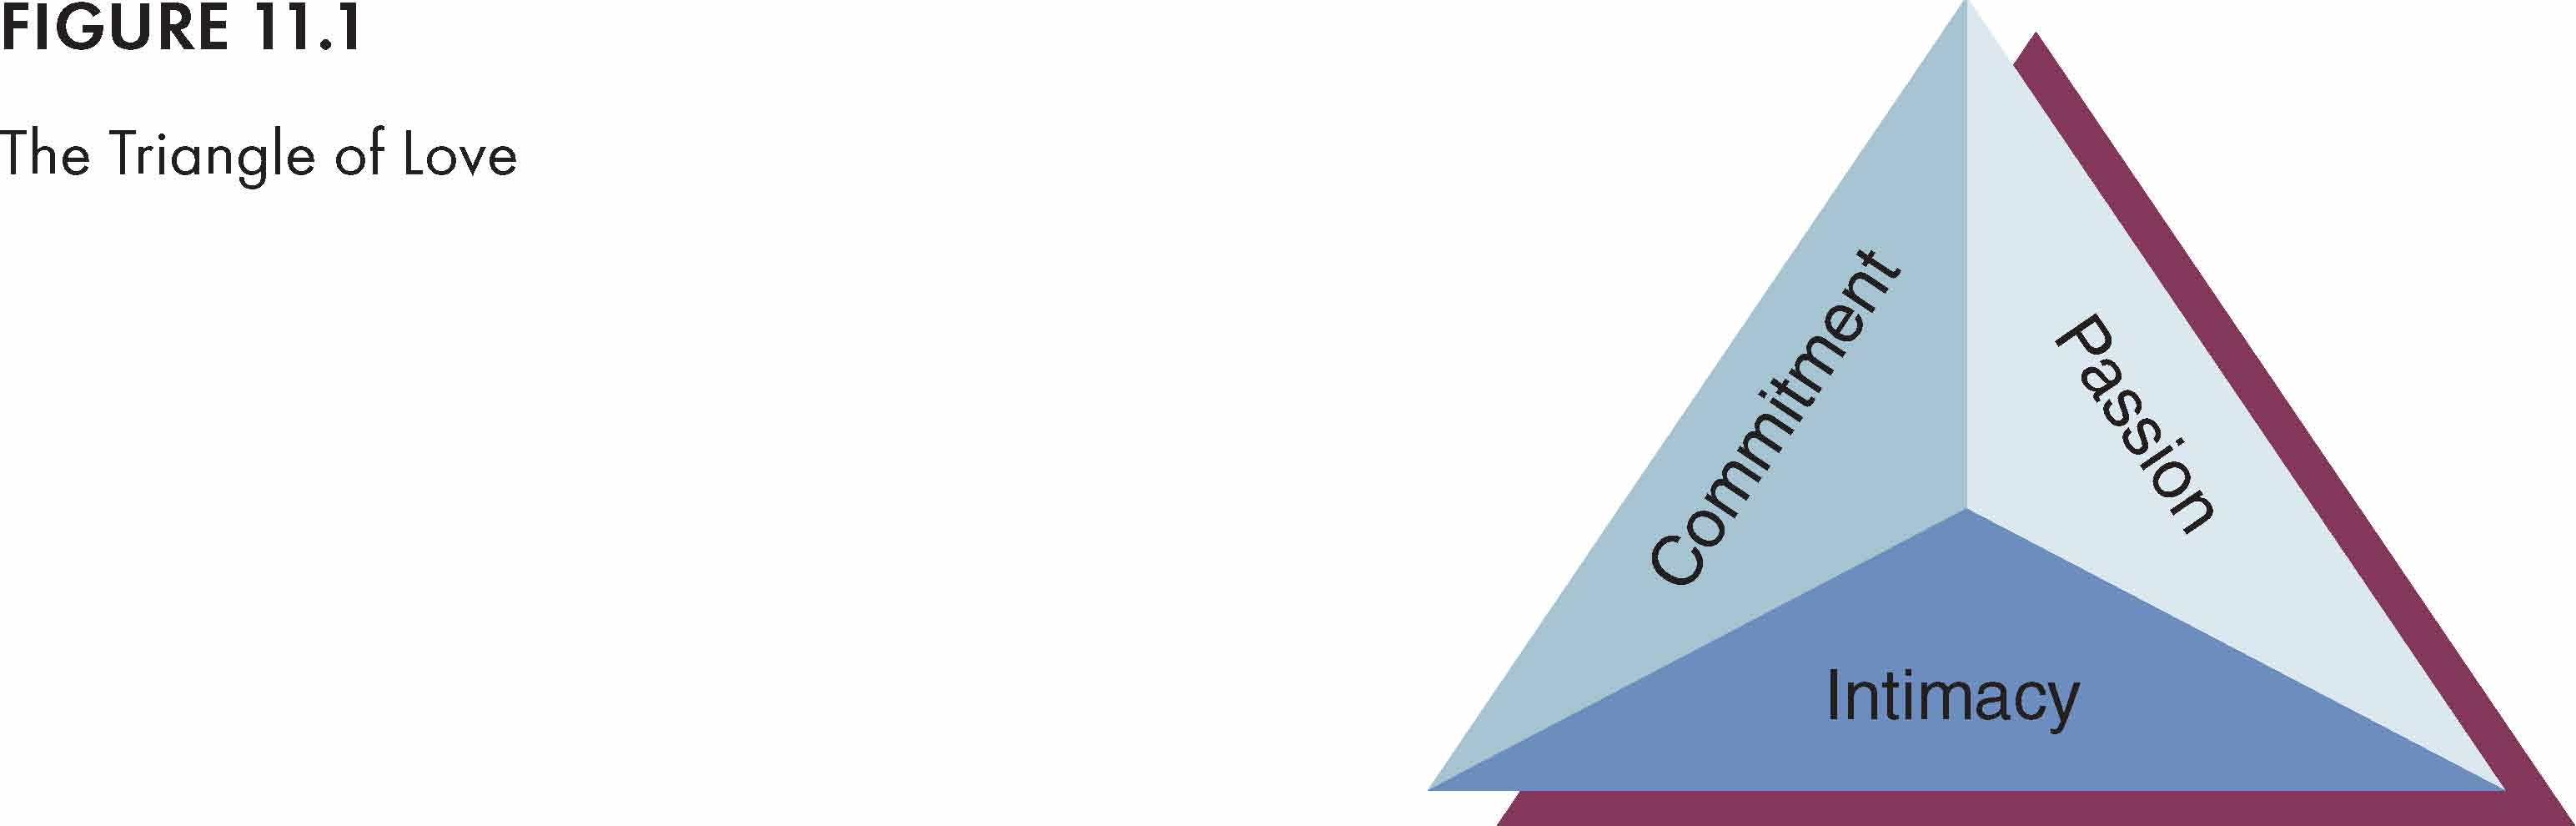 FIGURE 11.1
The Triangle of Love
Commitment
Passion
Intimacy